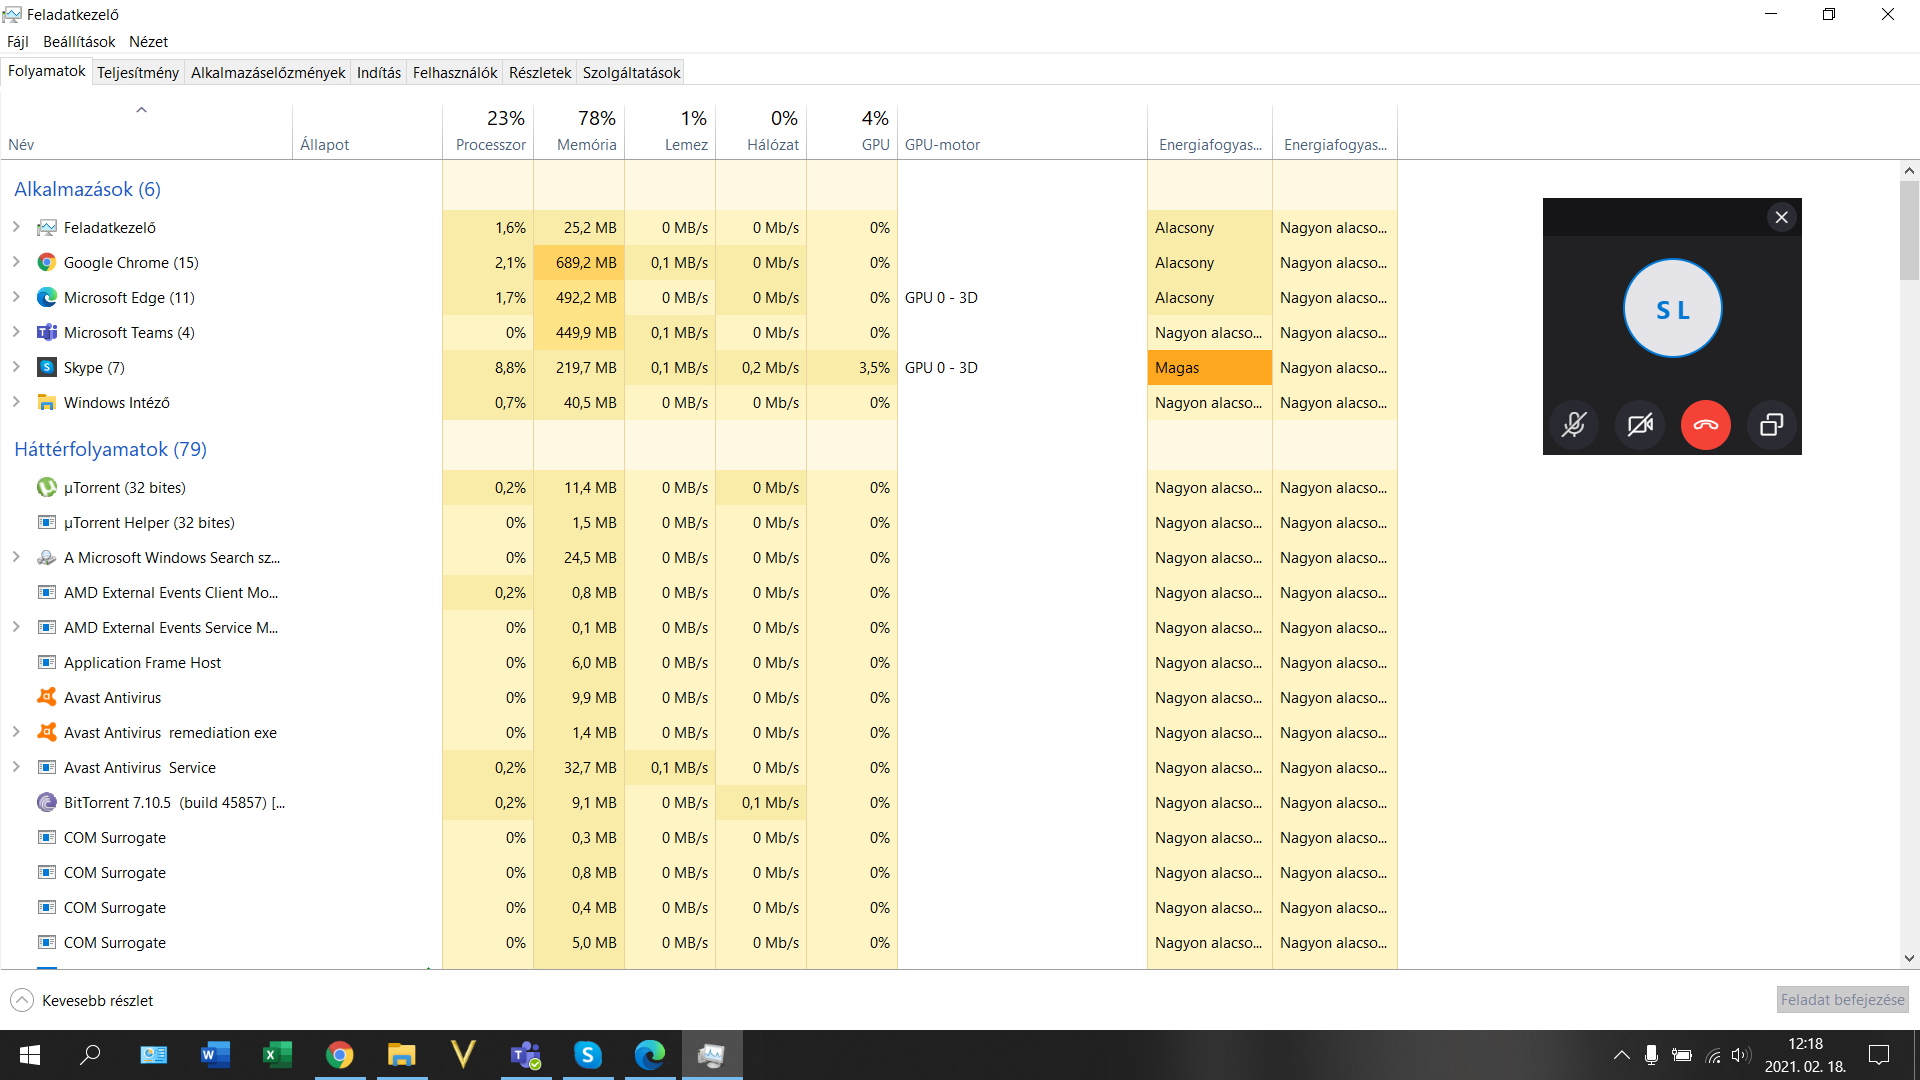 Feladatkezelő
Fájl Beállítások Nézet
Folyamatok Teljesítmény Alkalmazáselőzmények Indítás Felhasználók Részletek Szolgáltatások
23% 78% 1% 0% 4%
Név Állapot Processzor Memória Lemez Hálózat GPU GPU-motor Energiafogyas... Energiafogyas...
Alkalmazások (6)
Feladatkezelő 1,6% 25,2 MB 0 MB/s 0 Mb/s 0% Alacsony Nagyon alacso...
Google Chrome (15) 2,1% 689,2 MB 0,1 MB/s 0 Mb/s 0% Alacsony Nagyon alacso...
Microsoft Edge (11) 1,7% 492,2 MB 0 MB/s 0 Mb/s 0% GPU 0 - 3D Alacsony Nagyon alacso...
Microsoft Teams (4) 0% 449,9 MB 0,1 MB/s 0 Mb/s 0% Nagyon alacso... Nagyon alacso...
Skype (7) 8,8% 219,7 MB 0,1 MB/s 0,2 Mb/s 3,5% GPU 0 - 3D Magas Nagyon alacso...
Windows Intéző 0,7% 40,5 MB 0 MB/s 0 Mb/s 0% Nagyon alacso... Nagyon alacso...
S L
Háttérfolyamatok (79)
µTorrent (32 bites) 0,2% 11,4 MB 0 MB/s 0 Mb/s 0% Nagyon alacso... Nagyon alacso...
µTorrent Helper (32 bites) 0% 1,5 MB 0 MB/s 0 Mb/s 0% Nagyon alacso... Nagyon alacso...
A Microsoft Windows Search sz... 0% 24,5 MB 0 MB/s 0 Mb/s 0% Nagyon alacso... Nagyon alacso...
AMD External Events Client Mo... 0,2% 0,8 MB 0 MB/s 0 Mb/s 0% Nagyon alacso... Nagyon alacso...
AMD External Events Service M... 0% 0,1 MB 0 MB/s 0 Mb/s 0% Nagyon alacso... Nagyon alacso...
Application Frame Host 0% 6,0 MB 0 MB/s 0 Mb/s 0% Nagyon alacso... Nagyon alacso...
Avast Antivirus 0% 9,9 MB 0 MB/s 0 Mb/s 0% Nagyon alacso... Nagyon alacso...
Avast Antivirus remediation exe 0% 1,4 MB 0 MB/s 0 Mb/s 0% Nagyon alacso... Nagyon alacso...
Avast Antivirus Service 0,2% 32,7 MB 0,1 MB/s 0 Mb/s 0% Nagyon alacso... Nagyon alacso...
BitTorrent 7.10.5 (build 45857) [... 0,2% 9,1 MB 0 MB/s 0,1 Mb/s 0% Nagyon alacso... Nagyon alacso...
COM Surrogate 0% 0,3 MB 0 MB/s 0 Mb/s 0% Nagyon alacso... Nagyon alacso...
COM Surrogate 0% 0,8 MB 0 MB/s 0 Mb/s 0% Nagyon alacso... Nagyon alacso...
COM Surrogate 0% 0,4 MB 0 MB/s 0 Mb/s 0% Nagyon alacso... Nagyon alacso...
COM Surrogate 0% 5,0 MB 0 MB/s 0 Mb/s 0% Nagyon alacso... Nagyon alacso...
Kevesebb részlet Feladat befejezése
12:18
2021. 02. 18.